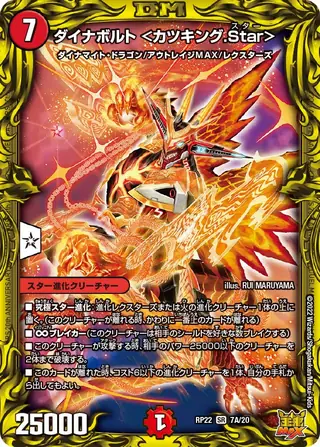 DM
7
ダイナボルト <カツキング.Star>
スター
ダイナマイト・ドラゴン/アウトレイジMAX/レクスターズ
illus. RUI MARUYAMA
スター進化クリーチャー
■究極スター進化:進化レクスターズまたは火の進化クリーチャー1体の上に置く。(このクリーチャーが離れる時、かわりに一番上のカードのみが離れる)
■∞ブレイカー(このクリーチャーは相手のシールドを好きな数ブレイクする)
■このクリーチャーが攻撃する時、相手のパワー25000以下のクリーチャーを2体まで破壊する。
■このカードが離れた時、コスト6以下の進化クリーチャーを1体、自分の手札から出してもよい。
25000
RP22 SR 7A/20